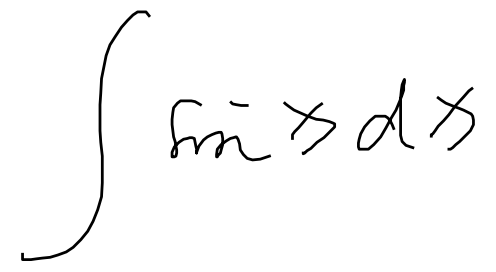 ∫ sin x dx